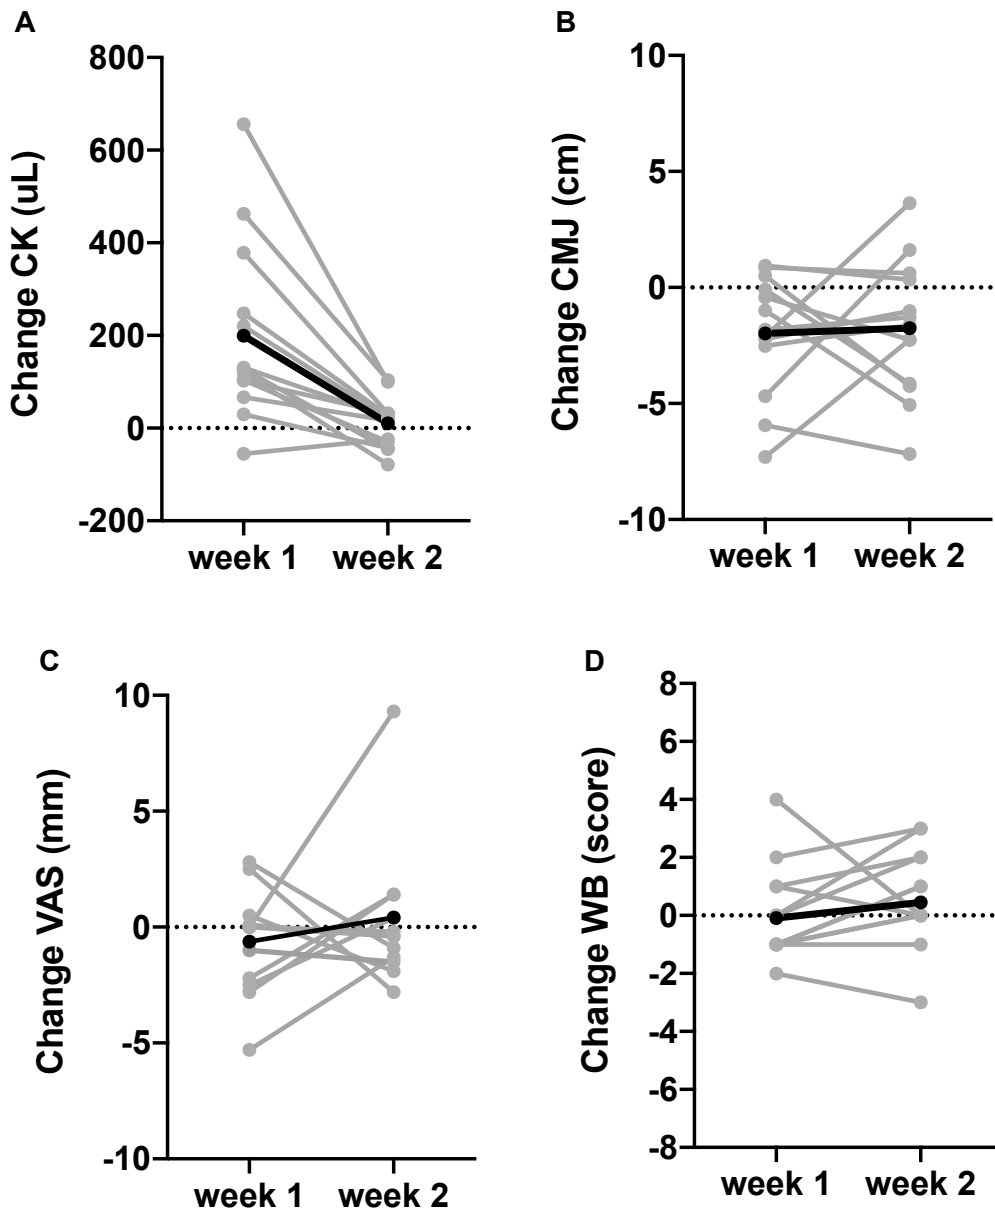 A
Change CK (uL)
800
600
400
200
0
-200
week 1 week 2
B
Change CMJ (cm)
10
5
0
-5
-10
week 1 week 2
C
Change VAS (mm)
10
5
0
-5
-10
week 1 week 2
D
Change WB (score)
8
6
4
2
0
-2
-4
-6
-8
week 1 week 2